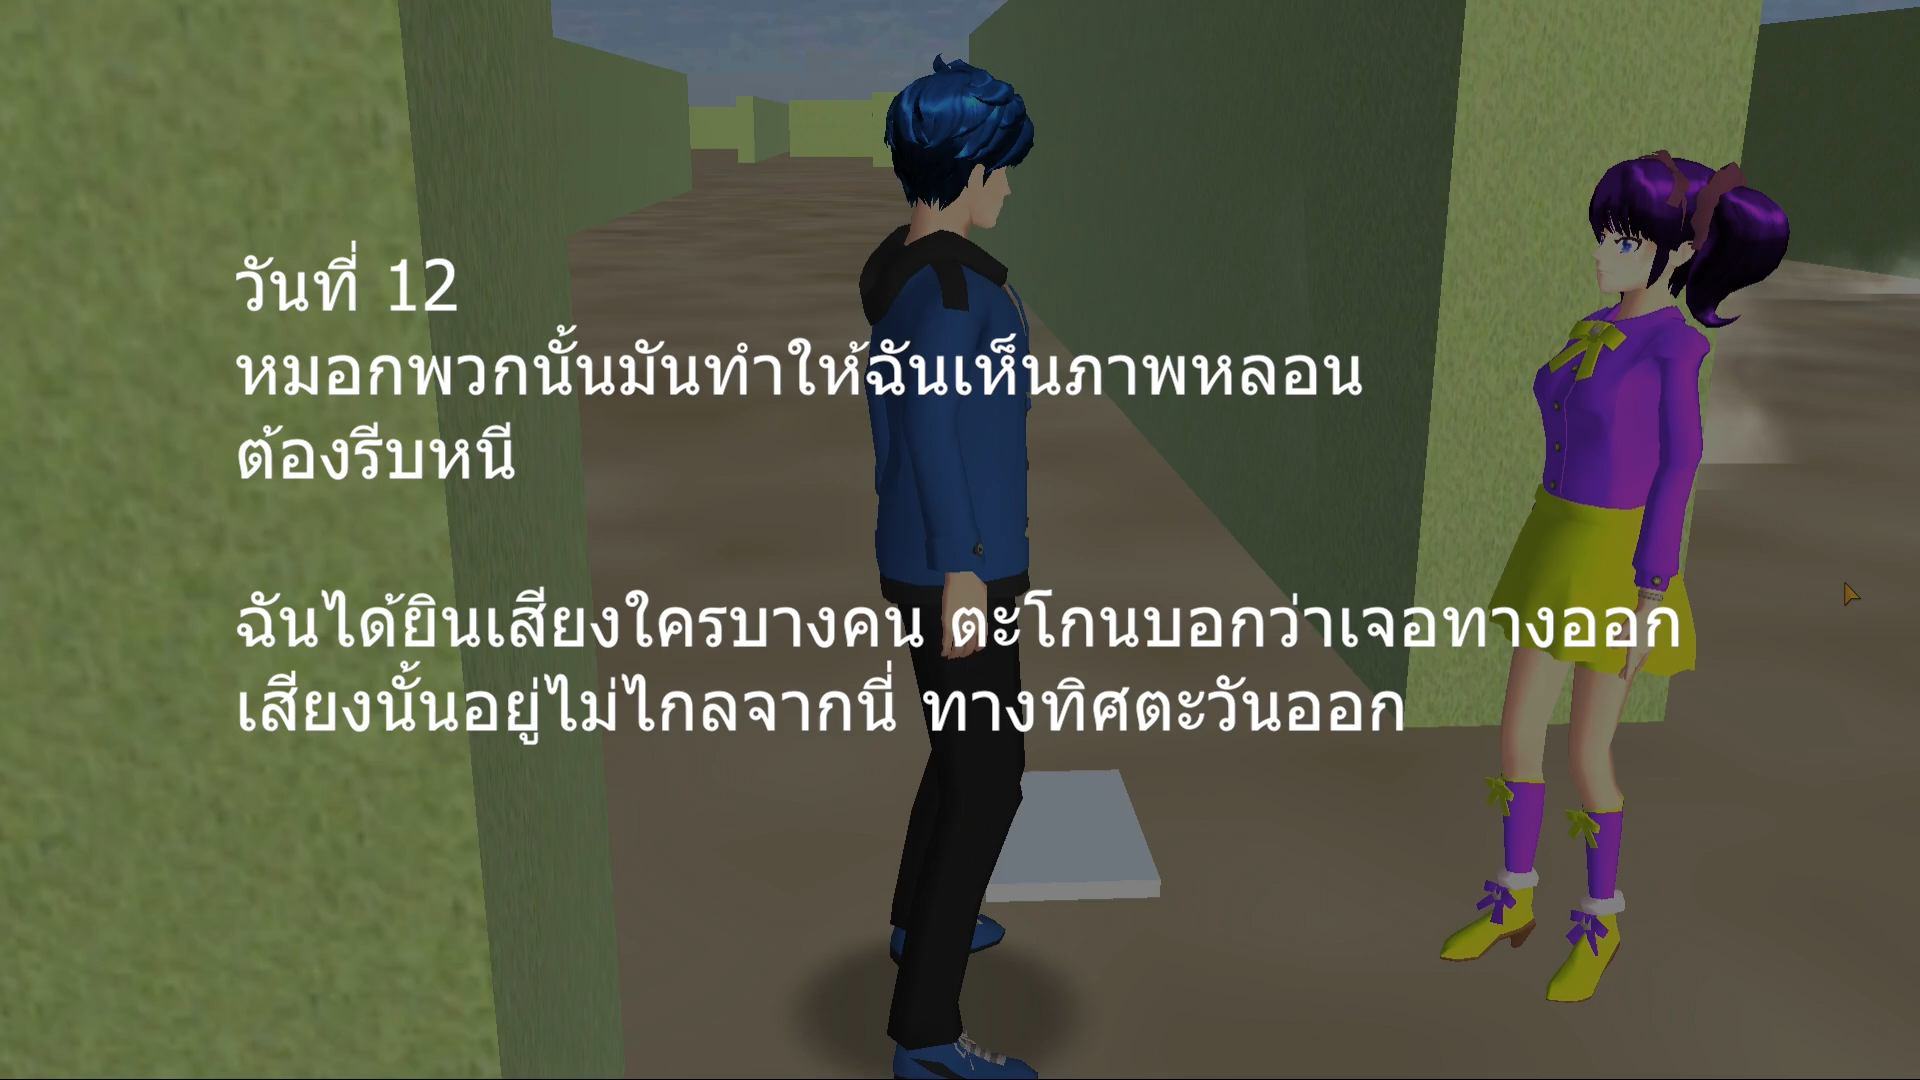 วันที่ 12
หมอกพวกนั้นมันทำให้ฉันเห็นภาพหลอน
ต้องรีบหนี
ฉันได้ยินเสียงใครบางคน ตะโกนบอกว่าเจอทางออก
เสียงนั้นอยู่ไม่ไกลจากนี่ ทางทิศตะวันออก